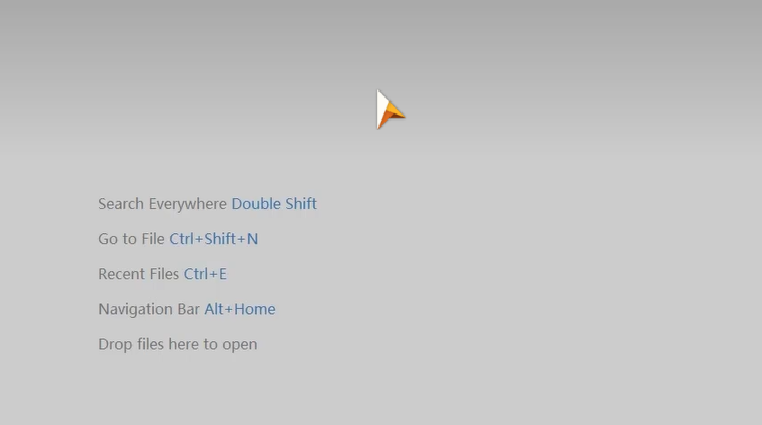 Search Everywhere Double Shift
Go to File Ctrl+Shift+N
Recent Files Ctrl+E
Navigation Bar Alt+Home
Drop files here to open